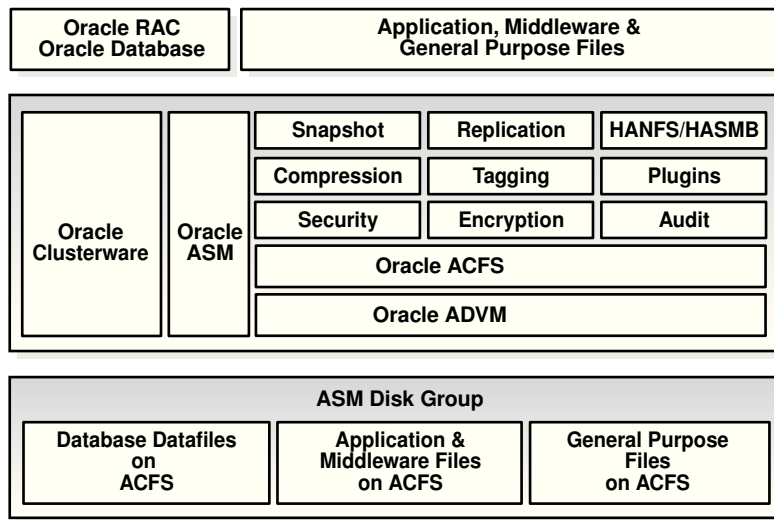 Oracle RAC
Oracle Database
Application, Middleware &
General Purpose Files
Oracle
Clusterware
Oracle
ASM
Snapshot
Replication
HANFS/HASMB
Compression
Tagging
Plugins
Security
Encryption
Audit
Oracle ACFS
Oracle ADVM
ASM Disk Group
Database Datafiles
on
ACFS
Application &
Middleware Files
on ACFS
General Purpose
Files
on ACFS